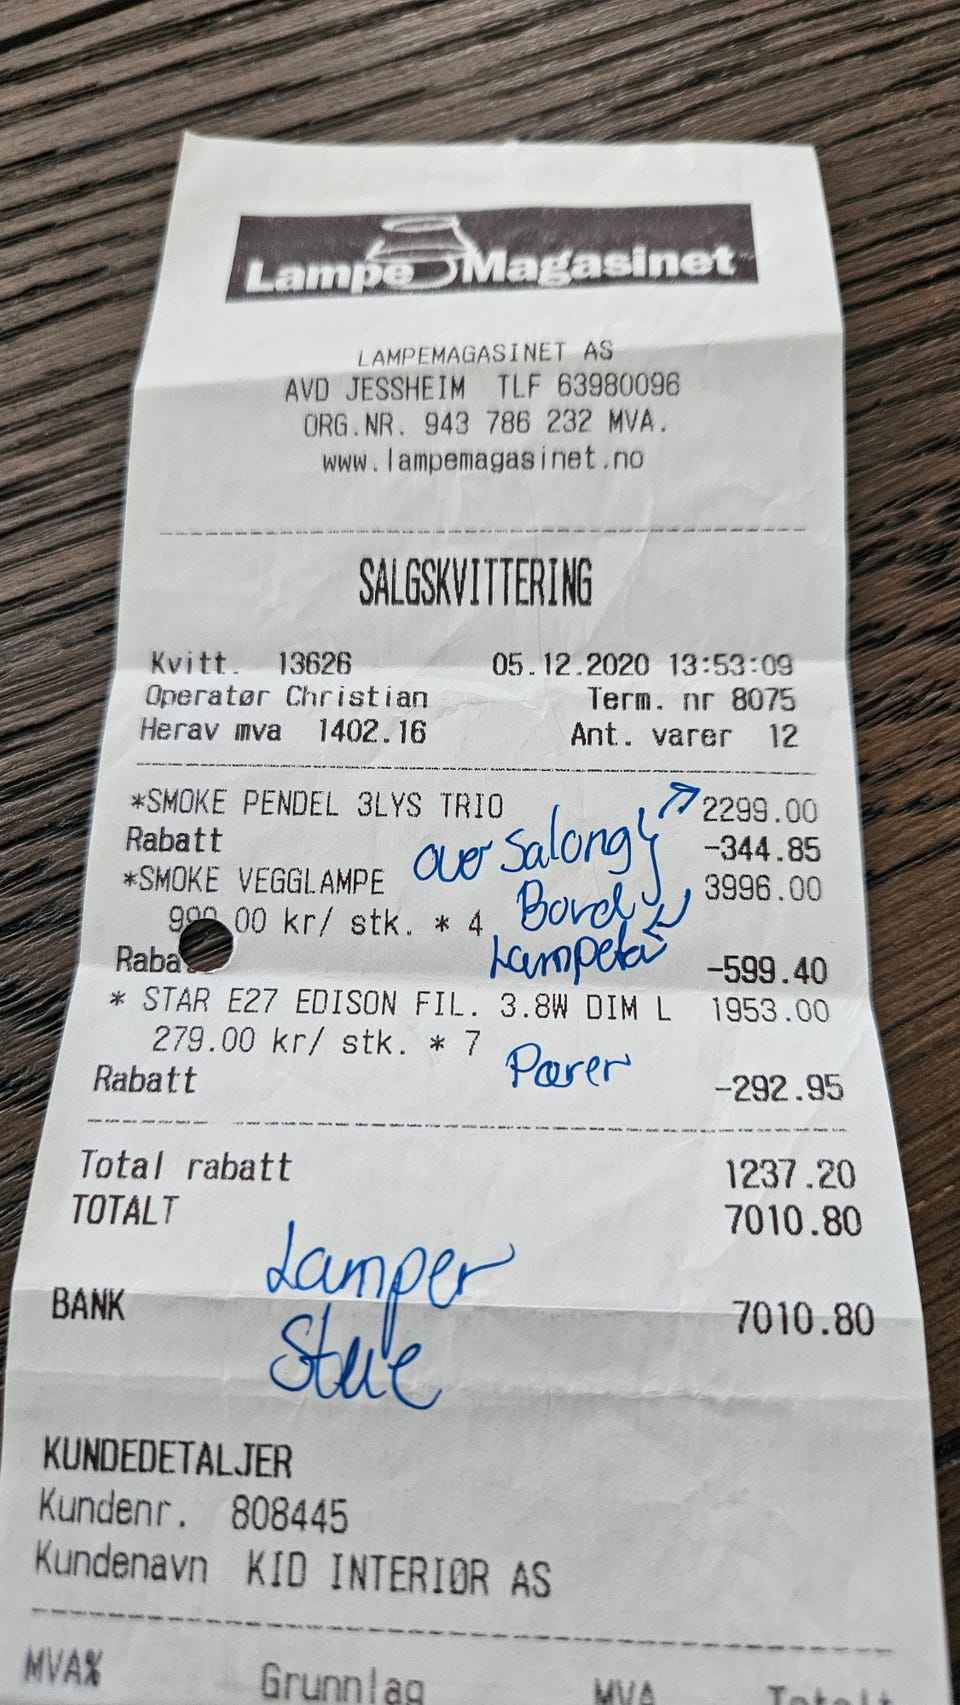 Lampe Magasinet
LAMPEMAGASINET AS
AVD JESSHEIM TLF 63980096
ORG.NR. 943 786 232 MVA.
www.lampemagasinet.no
SALGSKVITTERING
Kvitt. 13626 05.12.2020 13:53:09
Operatør Christian Term. nr 8075
Herav mva 1402.16 Ant. varer 12
*SMOKE PENDEL 3LYS TRIO 2299.00
Rabatt -344.85
over Salong
*SMOKE VEGGLAMPE 3996.00
Bord
999.00 kr/ stk. * 4
Raba -599.40
* STAR E27 EDISON FIL. 3.8W DIM L 1953.00
279.00 kr/ stk. * 7
Pærer
Rabatt -292.95
Total rabatt 1237.20
TOTALT 7010.80
Lamper
BANK 7010.80
Stue
KUNDEDETALJER
Kundenr. 808445
Kundenavn KID INTERIØR AS
MVA% Grunnlag MVA Totalt